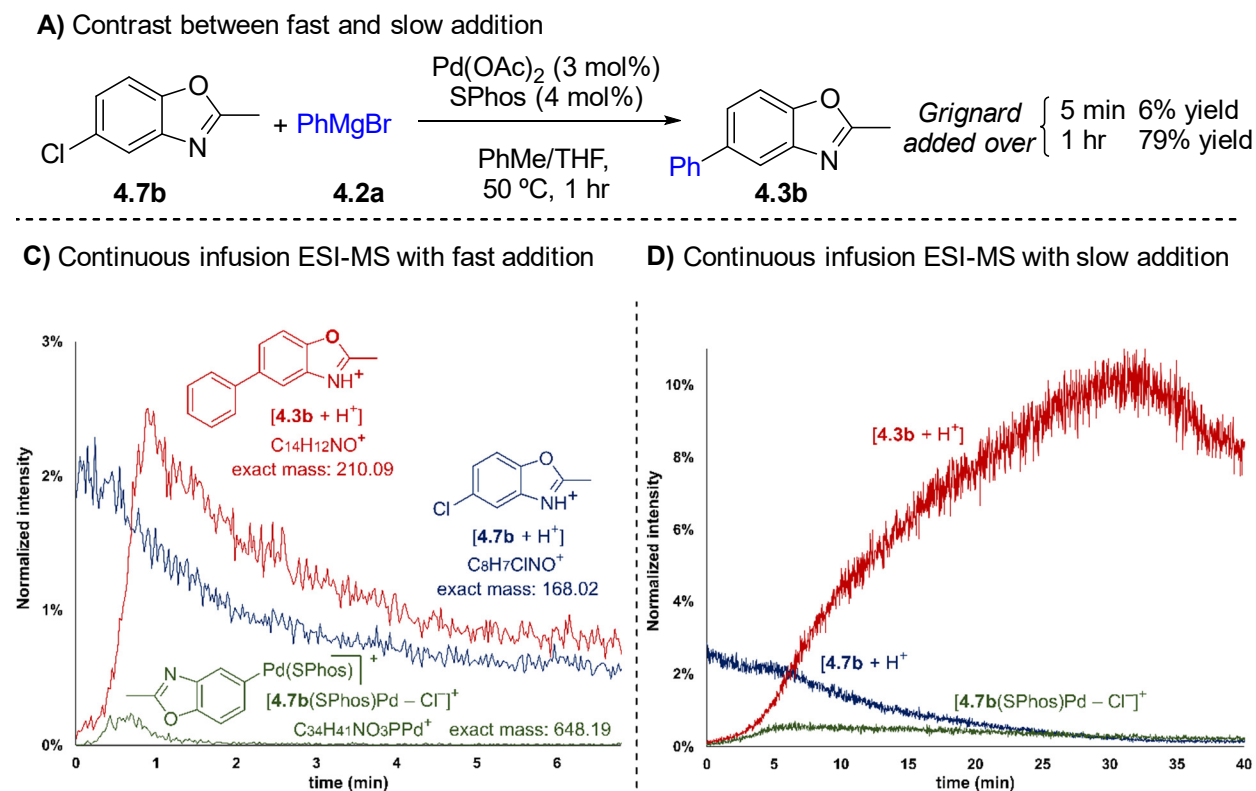 A) Contrast between fast and slow addition
O
N
Cl
4.7b
+ PhMgBr
4.2a
Pd(OAc)₂ (3 mol%)
SPhos (4 mol%)
PhMe/THF,
50 ºC, 1 hr
O
N
Ph
4.3b
Grignard
added over
5 min 6% yield
1 hr 79% yield
C) Continuous infusion ESI-MS with fast addition
Normalized intensity
3%
2%
1%
0%
0 1 2 3 4 5 6
time (min)
O
NH⁺
[4.3b + H⁺]
C₁₄H₁₂NO⁺
exact mass: 210.09
O
Cl
NH⁺
[4.7b + H⁺]
C₈H₇ClNO⁺
exact mass: 168.02
N
O
Pd(SPhos) ⁺
[4.7b(SPhos)Pd – Cl⁻]⁺
C₃₄H₄₁NO₃PPd⁺ exact mass: 648.19
D) Continuous infusion ESI-MS with slow addition
Normalized intensity
10%
8%
6%
4%
2%
0%
0 5 10 15 20 25 30 35 40
time (min)
[4.3b + H⁺]
[4.7b + H⁺
[4.7b(SPhos)Pd – Cl⁻]⁺